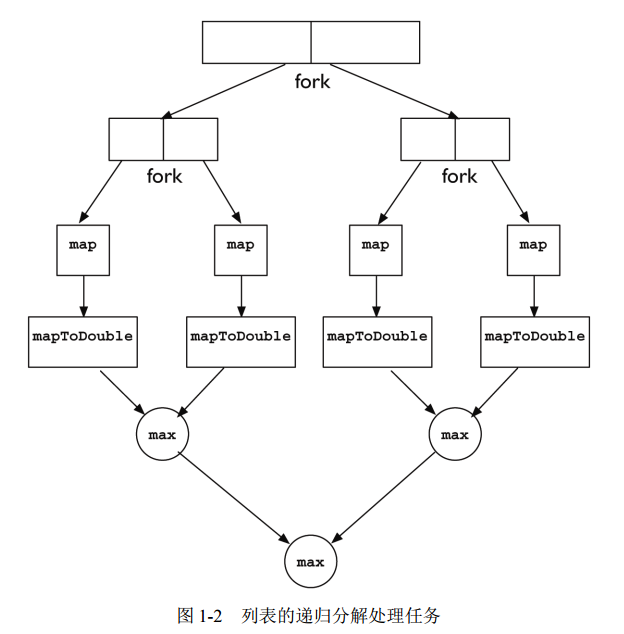 fork
fork fork
map map map map
mapToDouble mapToDouble mapToDouble mapToDouble
max max
max
图 1-2 列表的递归分解处理任务